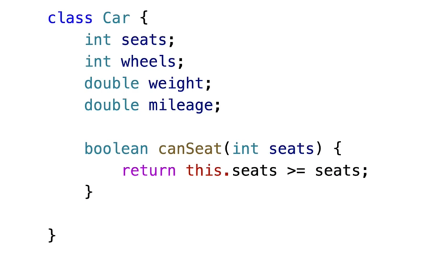 class Car {
    int seats;
    int wheels;
    double weight;
    double mileage;

    boolean canSeat(int seats) {
        return this.seats >= seats;
    }

}